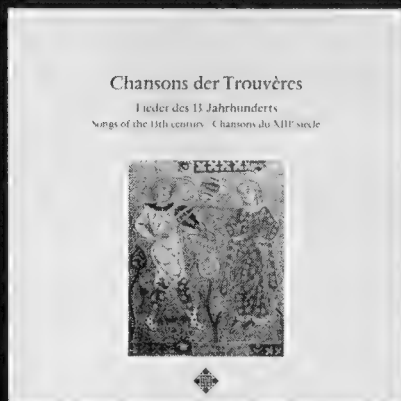 Chansons der Trouvères
Lieder des 13 Jahrhunderts
Songs of the 13th century Chansons du XIIIe siècle